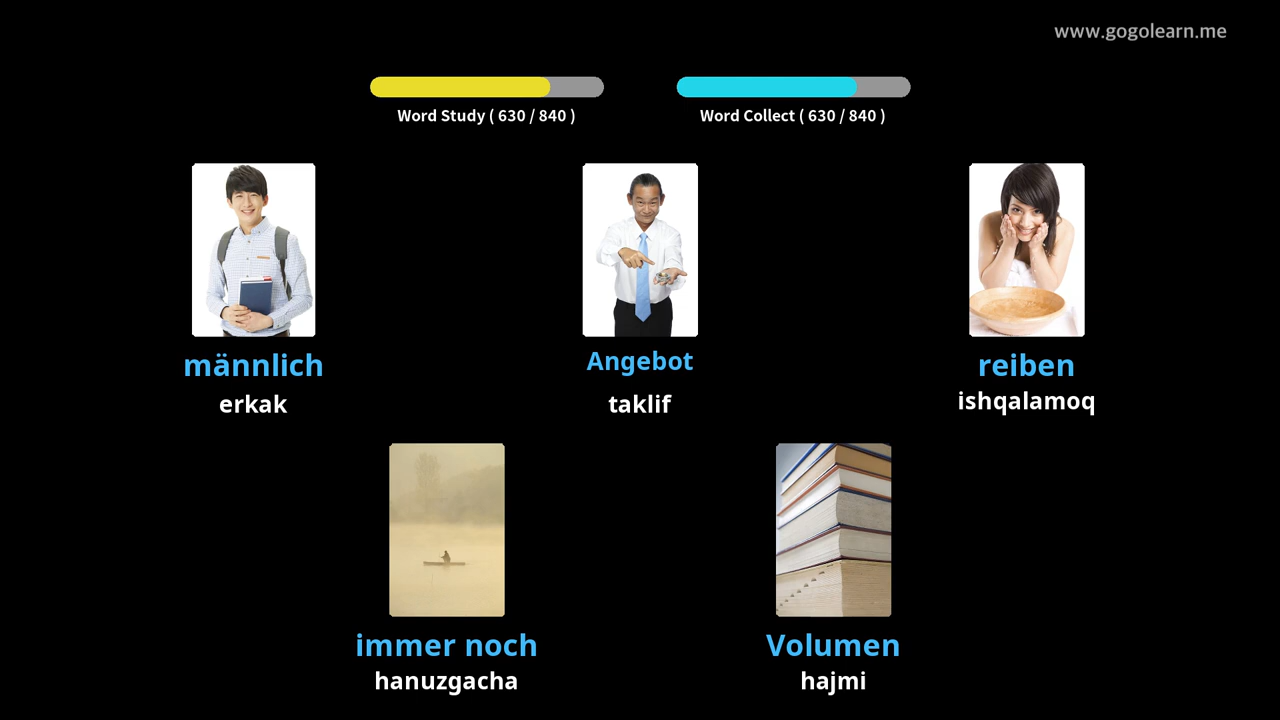 www.gogolearn.me
Word Study ( 630 / 840 )
Word Collect ( 630 / 840 )
männlich
erkak
Angebot
taklif
reiben
ishqalamoq
immer noch
hanuzgacha
Volumen
hajmi